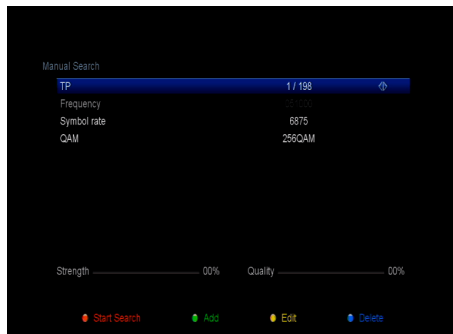 Manual Search
TP 1 / 198
Frequency
Symbol rate 6875
QAM 256QAM
Strength 00% Quality 00%
Start Search Add Edit Delete